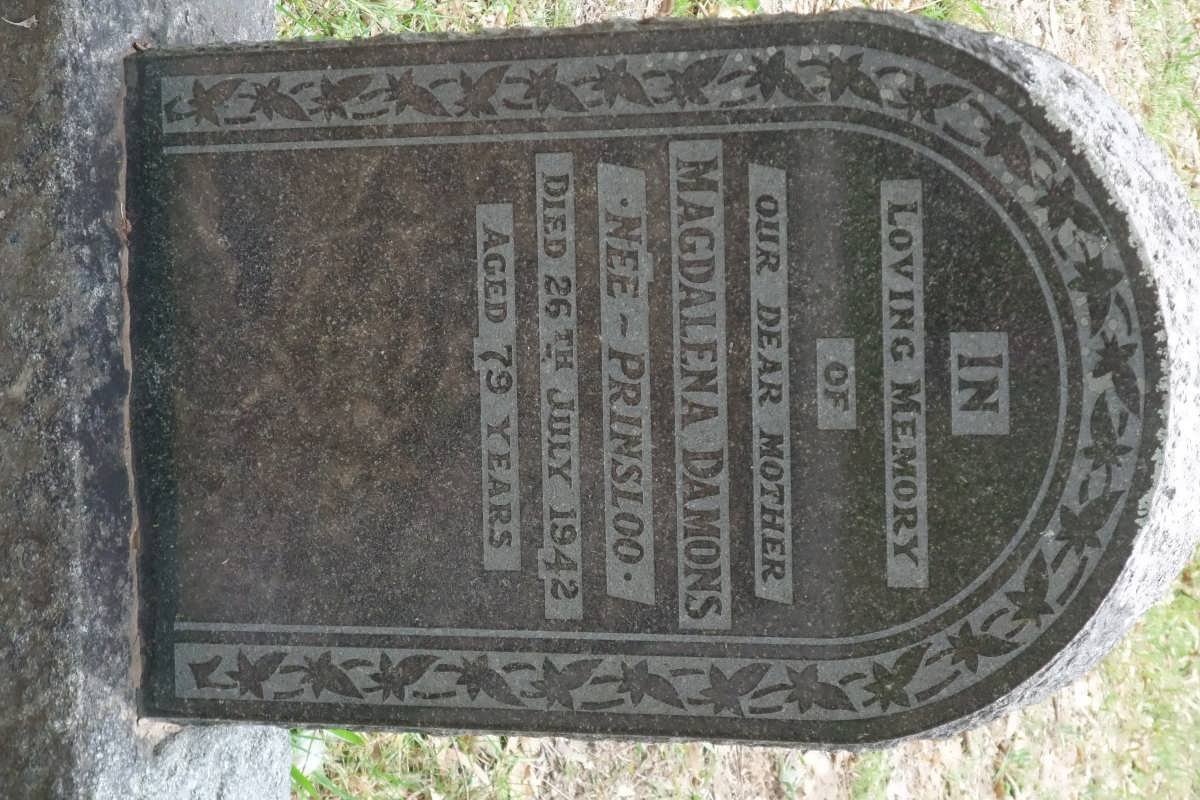 IN
LOVING MEMORY
OF
OUR DEAR MOTHER
MAGDALENA DAMONS
·NEE~PRINSLOO·
DIED 26TH JULY 1942
AGED 79 YEARS